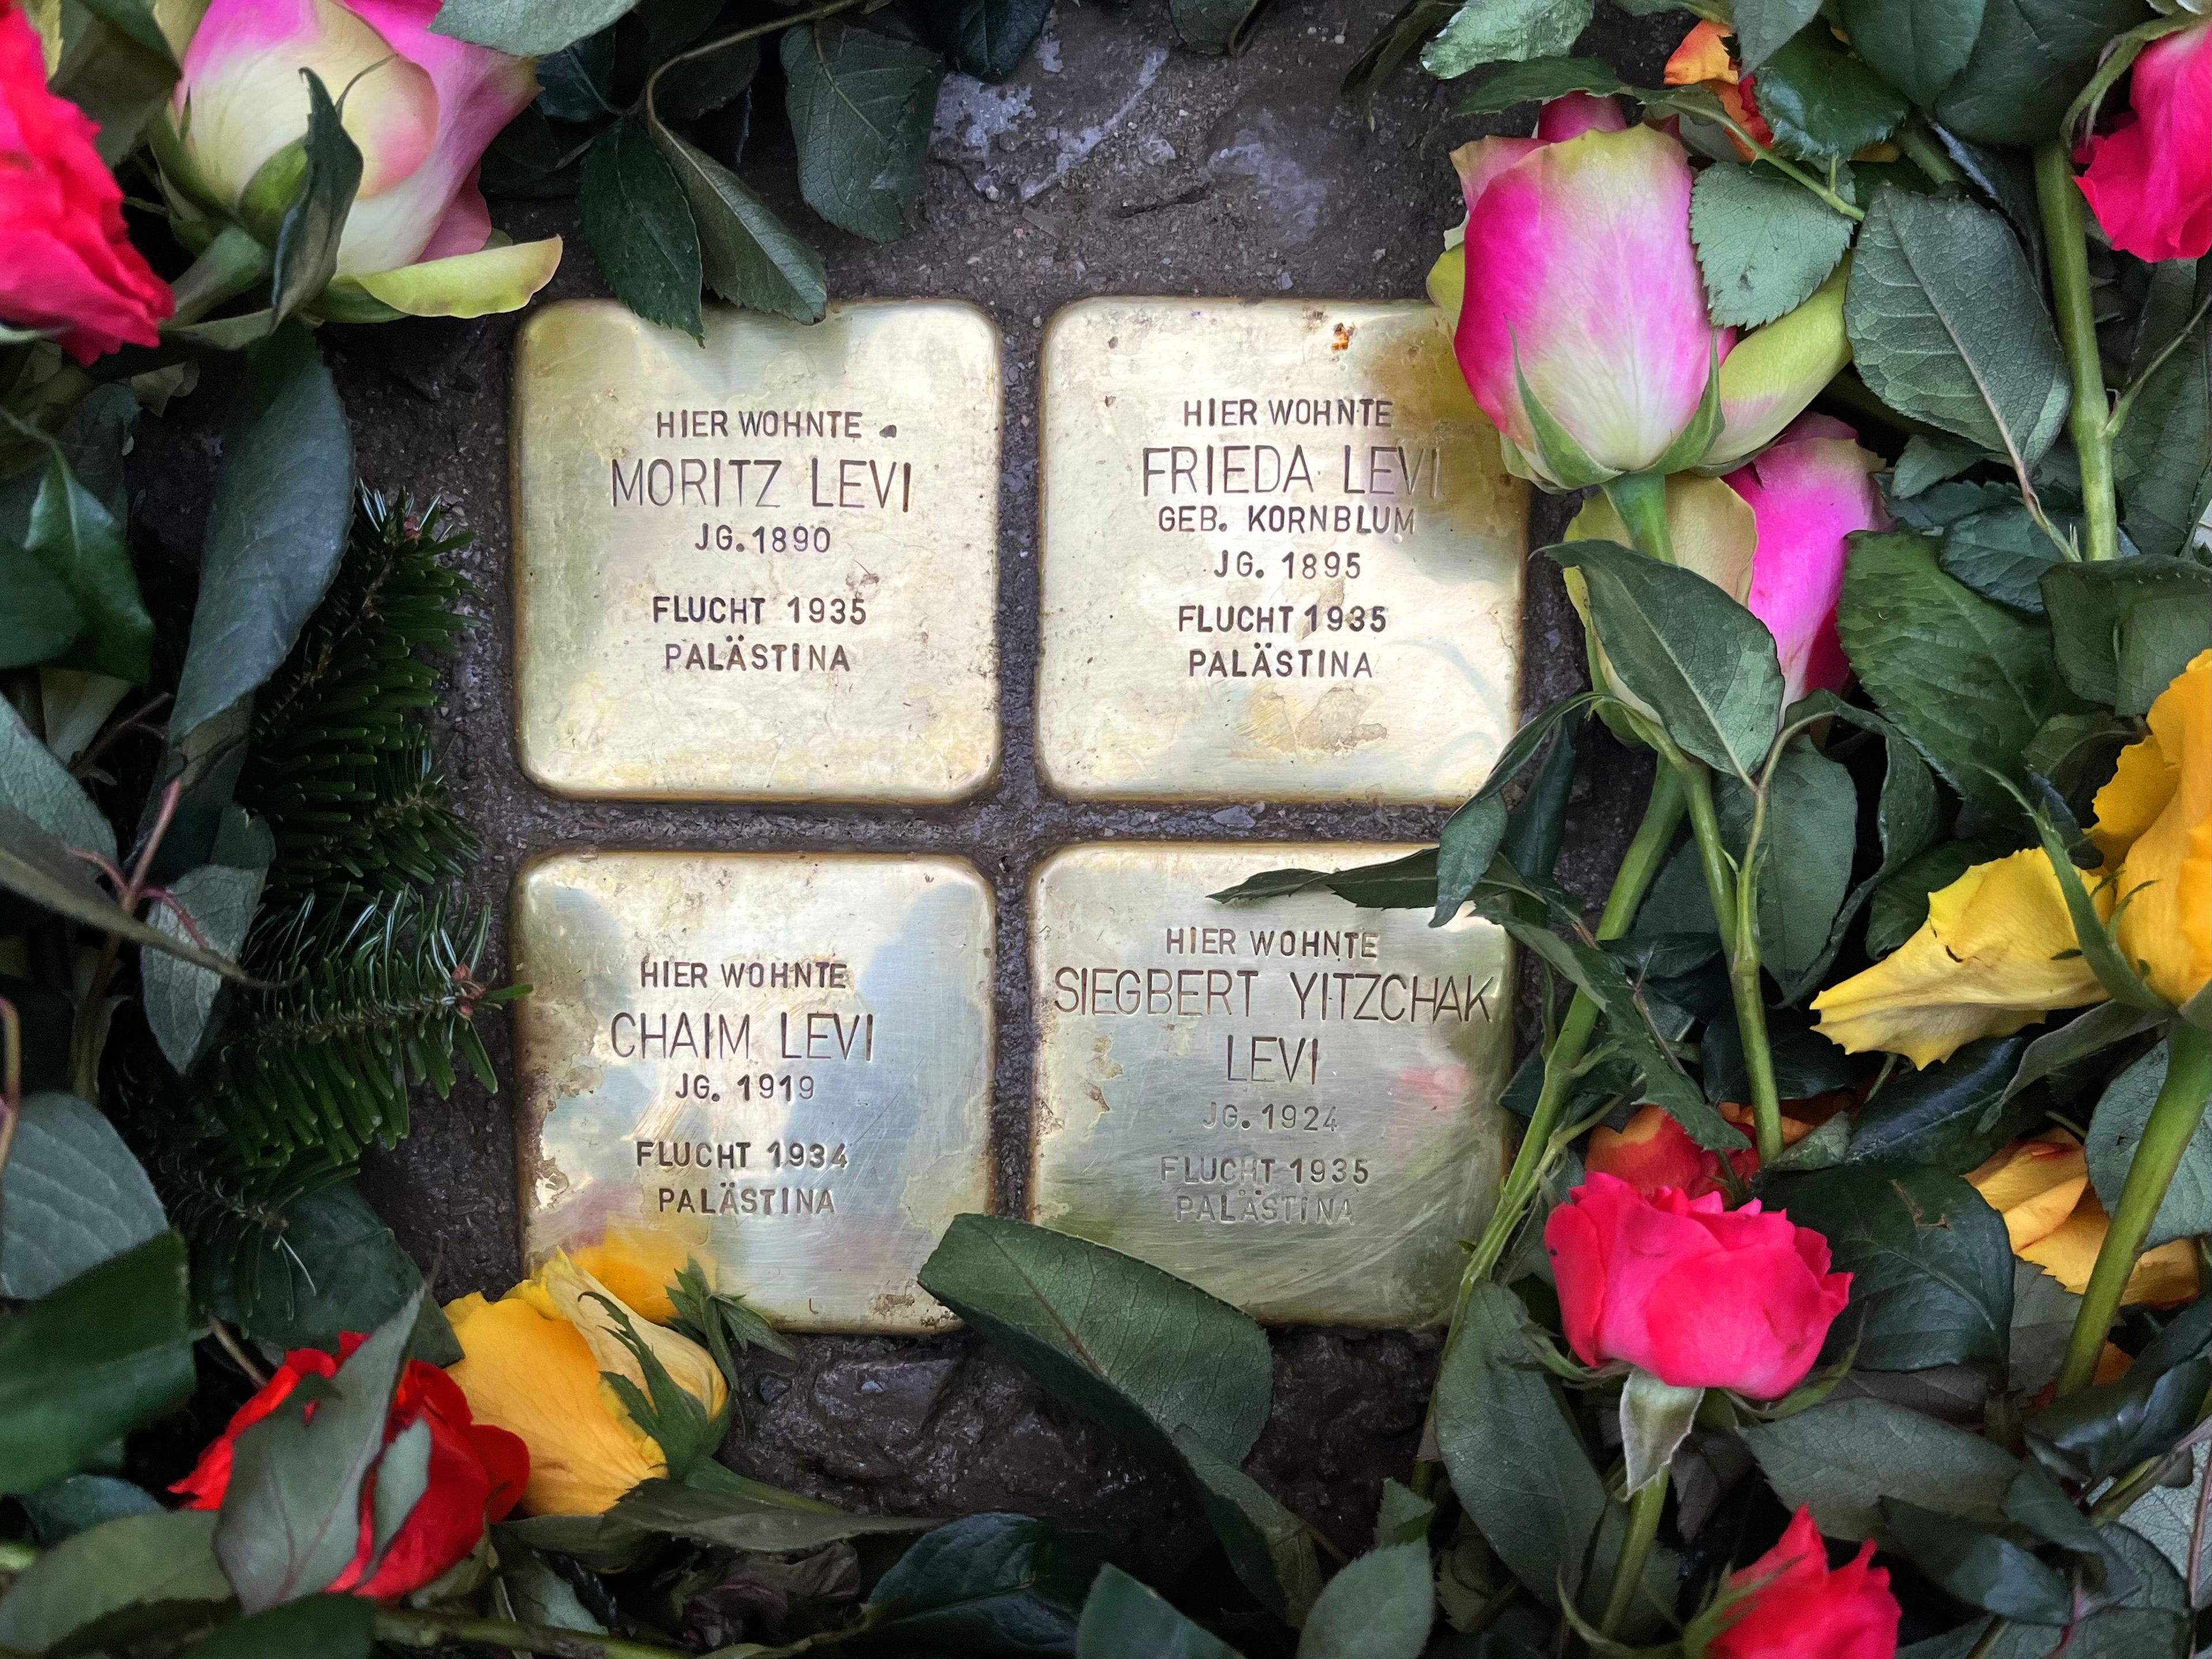 HIER WOHNTE
MORITZ LEVI
JG.1890
FLUCHT 1935
PALÄSTINA
HIER WOHNTE
FRIEDA LEVI
GEB. KORNBLUM
JG. 1895
FLUCHT 1935
PALÄSTINA
HIER WOHNTE
CHAIM LEVI
JG. 1919
FLUCHT 1934
PALÄSTINA
HIER WOHNTE
SIEGBERT YITZCHAK
LEVI
JG. 1924
FLUCHT 1935
PALÄSTINA